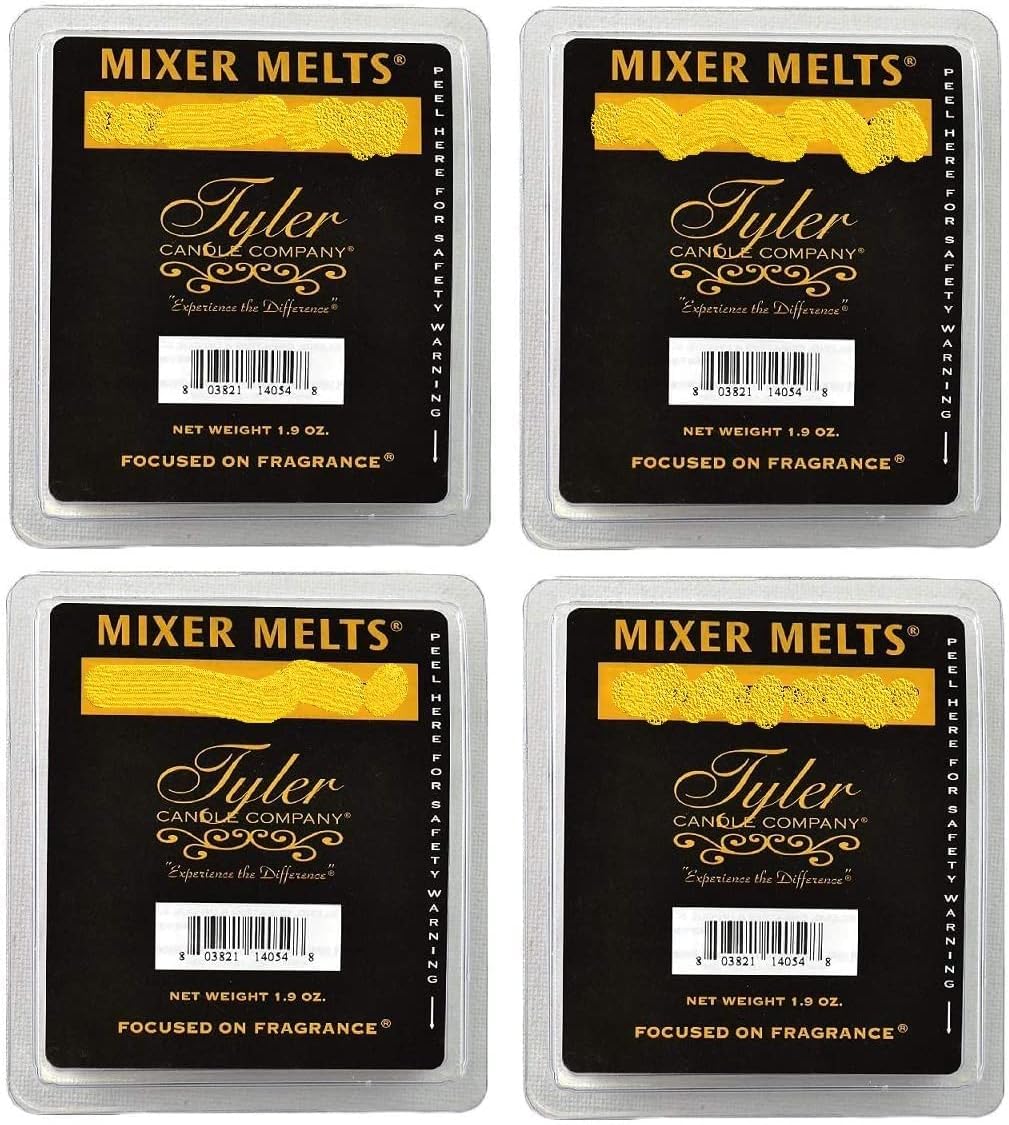 MIXER MELTS®
Tyler
CANDLE COMPANY®
"Experience the Difference"®
8 03821 14054 8
NET WEIGHT 1.9 OZ.
FOCUSED ON FRAGRANCE®
PEEL HERE FOR SAFETY WARNING
MIXER MELTS®
Tyler
CANDLE COMPANY®
"Experience the Difference"®
8 03821 14054 8
NET WEIGHT 1.9 OZ.
FOCUSED ON FRAGRANCE®
PEEL HERE FOR SAFETY WARNING
MIXER MELTS®
Tyler
CANDLE COMPANY®
"Experience the Difference"®
8 03821 14054 8
NET WEIGHT 1.9 OZ.
FOCUSED ON FRAGRANCE®
PEEL HERE FOR SAFETY WARNING
MIXER MELTS®
Tyler
CANDLE COMPANY®
"Experience the Difference"®
8 03821 14054 8
NET WEIGHT 1.9 OZ.
FOCUSED ON FRAGRANCE®
PEEL HERE FOR SAFETY WARNING